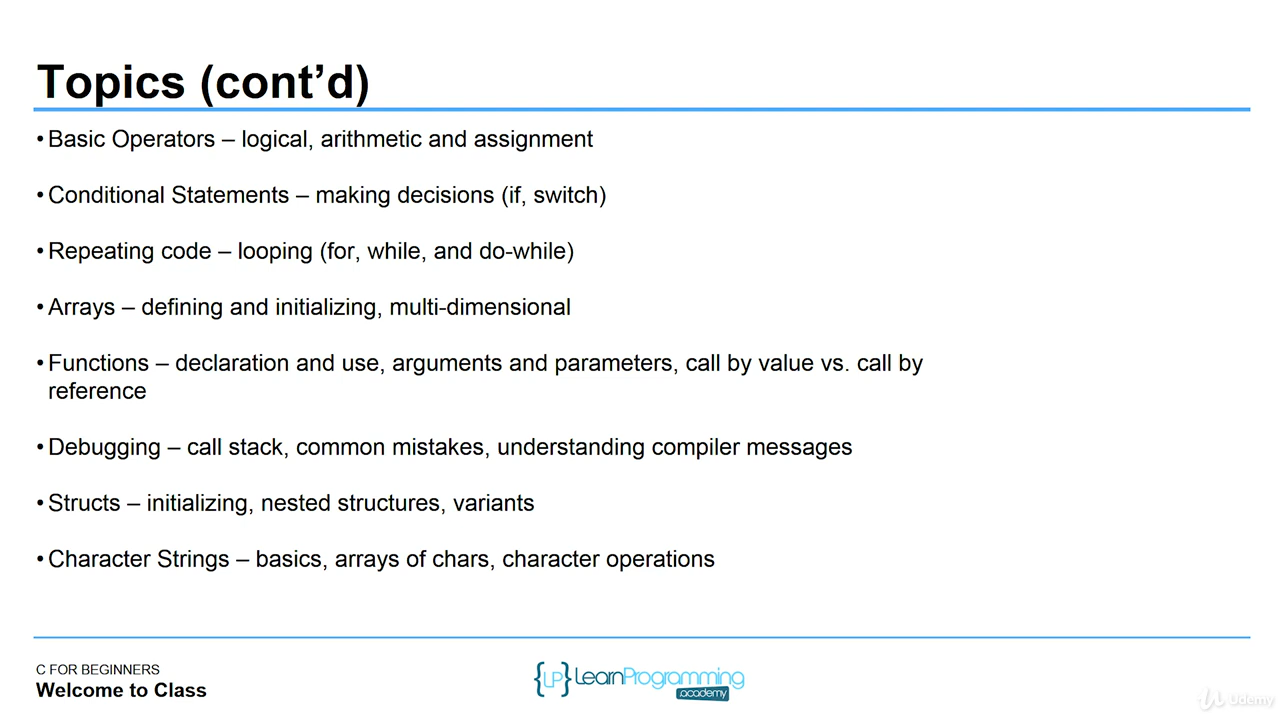 Topics (cont’d)
• Basic Operators – logical, arithmetic and assignment
• Conditional Statements – making decisions (if, switch)
• Repeating code – looping (for, while, and do-while)
• Arrays – defining and initializing, multi-dimensional
• Functions – declaration and use, arguments and parameters, call by value vs. call by
reference
• Debugging – call stack, common mistakes, understanding compiler messages
• Structs – initializing, nested structures, variants
• Character Strings – basics, arrays of chars, character operations
C FOR BEGINNERS
Welcome to Class
{LP} LearnProgramming
.academy
Udemy